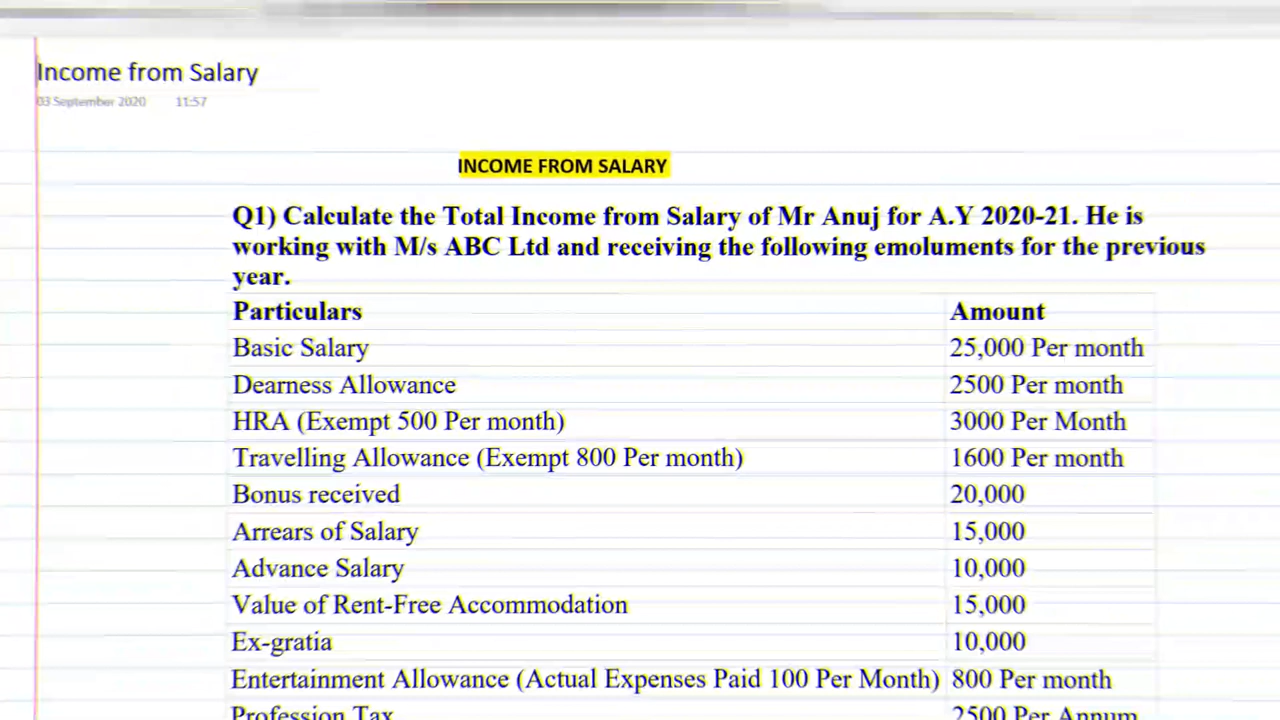 Income from Salary
03 September 2020 11:57
INCOME FROM SALARY
Q1) Calculate the Total Income from Salary of Mr Anuj for A.Y 2020-21. He is
working with M/s ABC Ltd and receiving the following emoluments for the previous
year.
Particulars Amount
Basic Salary 25,000 Per month
Dearness Allowance 2500 Per month
HRA (Exempt 500 Per month) 3000 Per Month
Travelling Allowance (Exempt 800 Per month) 1600 Per month
Bonus received 20,000
Arrears of Salary 15,000
Advance Salary 10,000
Value of Rent-Free Accommodation 15,000
Ex-gratia 10,000
Entertainment Allowance (Actual Expenses Paid 100 Per Month) 800 Per month
Profession Tax 2500 Per Annum